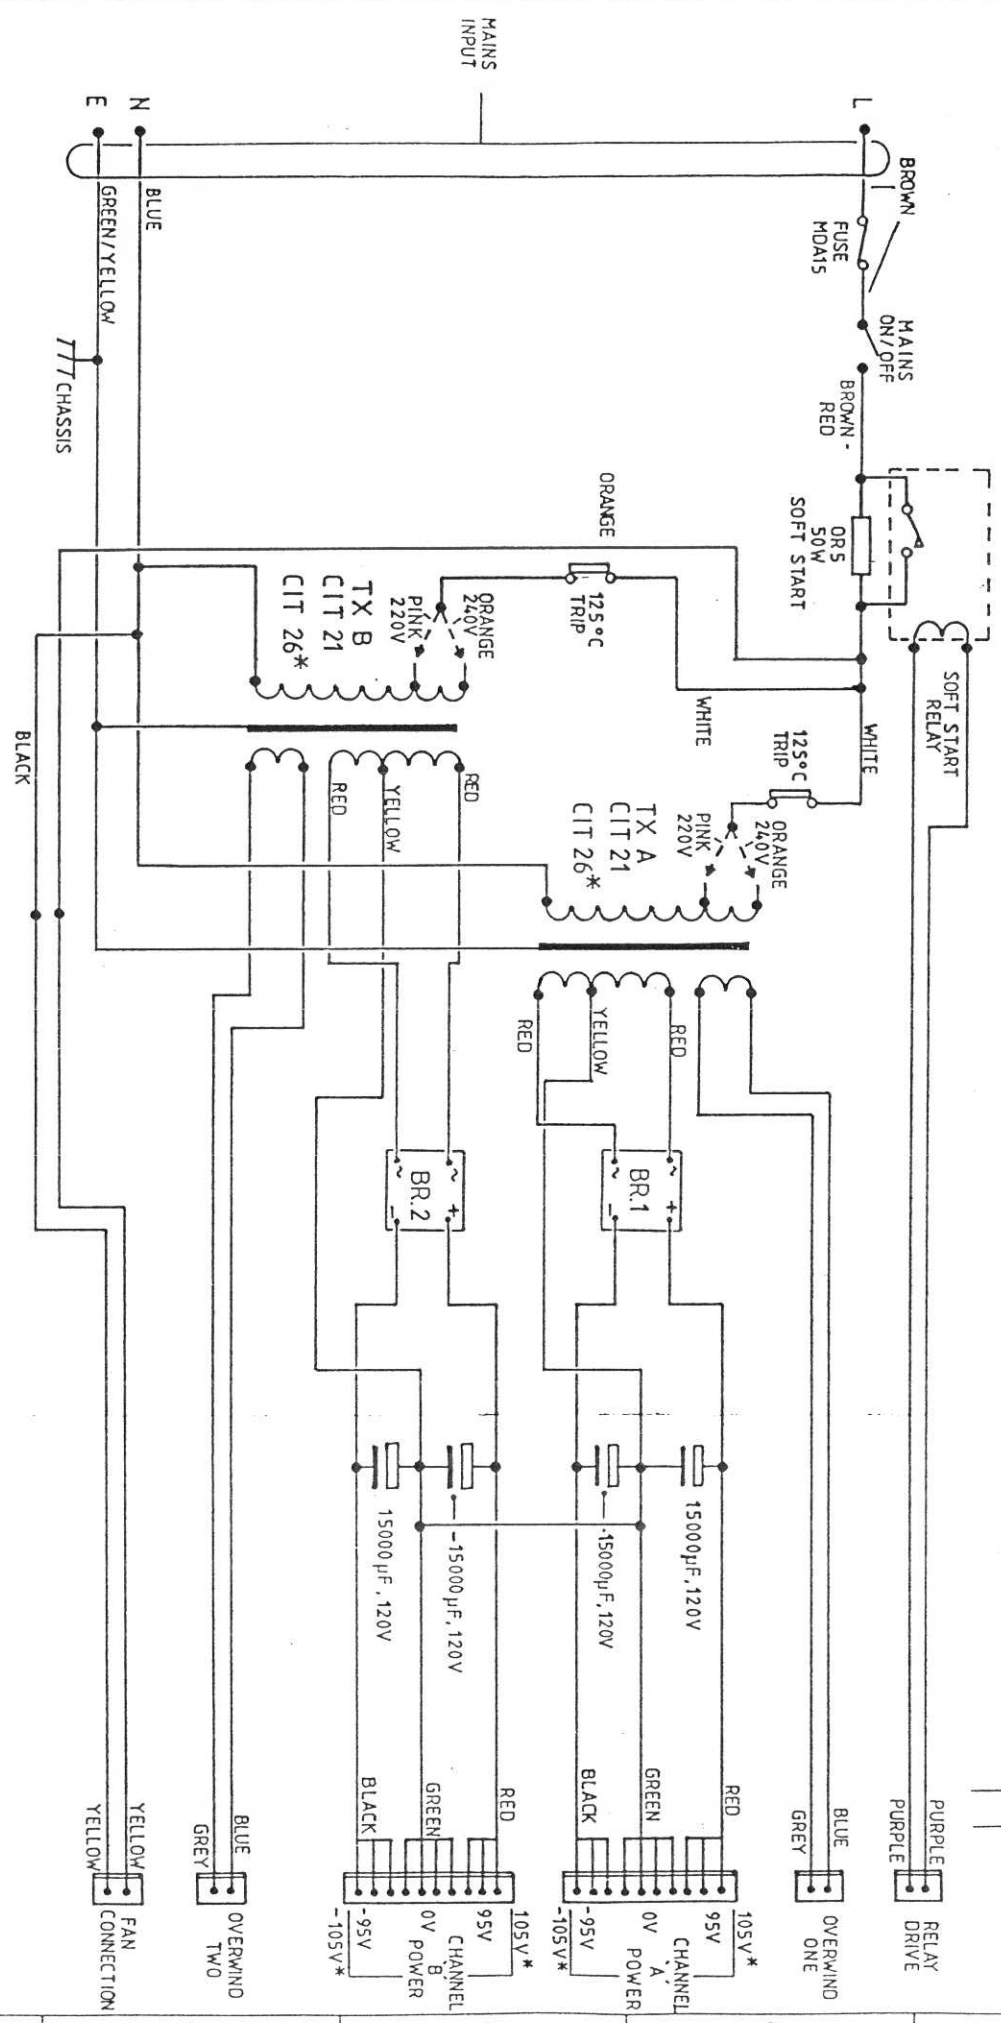 MAINS
INPUT
L
N
E
BROWN
BLUE
GREEN/YELLOW
FUSE
MDA15
MAINS
ON/OFF
BROWN-
RED
CHASSIS
OR5
50W
SOFT START
SOFT START
RELAY
ORANGE
125°C
TRIP
WHITE
WHITE
125°C
TRIP
ORANGE
240V
PINK
220V
TX B
CIT 21
CIT 26*
ORANGE
240V
PINK
220V
TX A
CIT 21
CIT 26*
BLACK
RED
YELLOW
RED
RED
YELLOW
RED
~
+
~
–
BR.1
~
+
~
–
BR.2
15000µF, 120V
-15000µF, 120V
15000µF, 120V
-15000µF, 120V
PURPLE
PURPLE
RELAY
DRIVE
BLUE
GREY
OVERWIND
ONE
RED
GREEN
BLACK
105V*
95V
0V
-95V
-105V*
CHANNEL
'A'
POWER
RED
GREEN
BLACK
105V*
95V
0V
-95V
-105V*
CHANNEL
B
POWER
BLUE
GREY
OVERWIND
TWO
YELLOW
YELLOW
FAN
CONNECTION